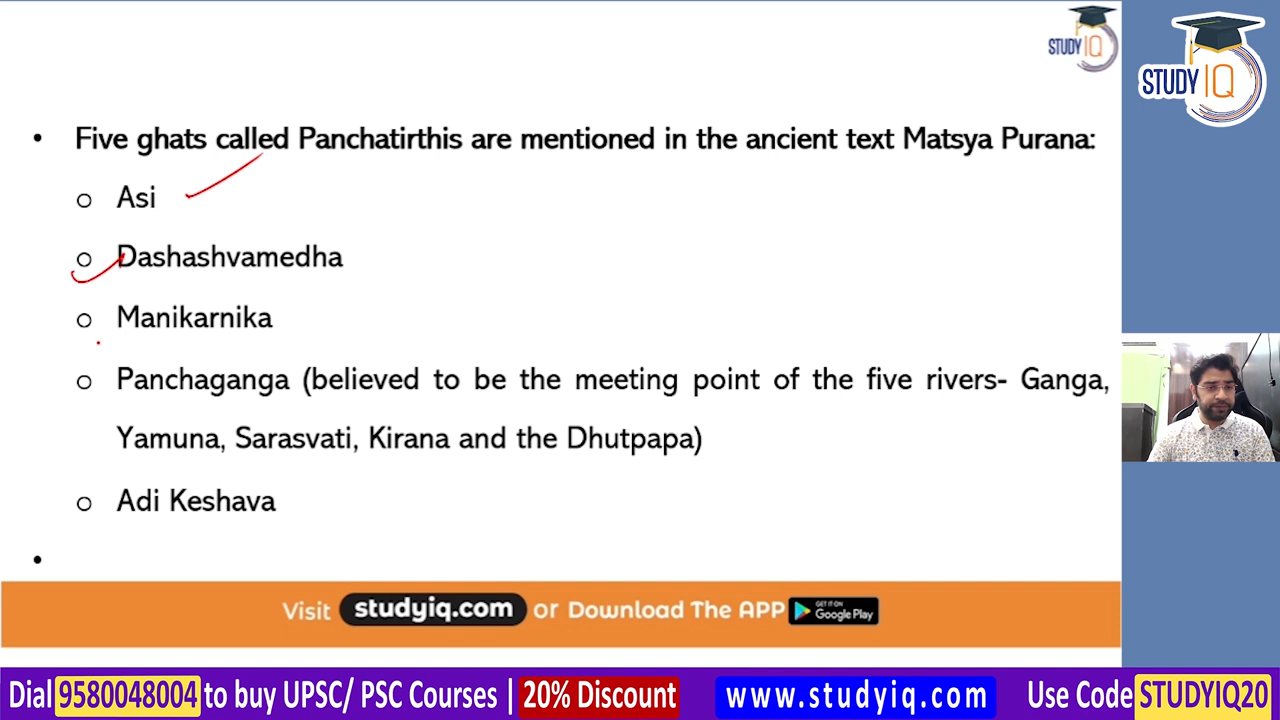 STUDY IQ
STUDY IQ
• Five ghats called Panchatirthis are mentioned in the ancient text Matsya Purana:
o Asi
o Dashashvamedha
o Manikarnika
o Panchaganga (believed to be the meeting point of the five rivers- Ganga,
Yamuna, Sarasvati, Kirana and the Dhutpapa)
o Adi Keshava
•
Visit studyiq.com or Download The APP GET IT ON Google Play
Dial 9580048004 to buy UPSC/ PSC Courses | 20% Discount www.studyiq.com Use Code STUDYIQ20